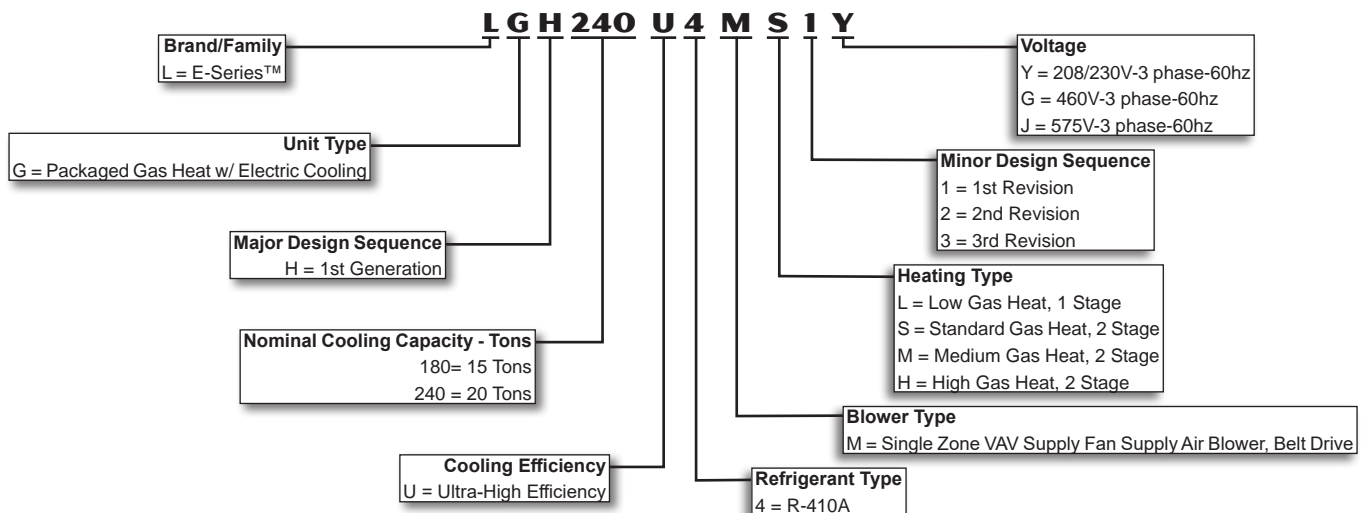 LGH240U4MS1Y
Brand/Family
L = E-Series™
Unit Type
G = Packaged Gas Heat w/ Electric Cooling
Major Design Sequence
H = 1st Generation
Nominal Cooling Capacity - Tons
180= 15 Tons
240 = 20 Tons
Cooling Efficiency
U = Ultra-High Efficiency
Voltage
Y = 208/230V-3 phase-60hz
G = 460V-3 phase-60hz
J = 575V-3 phase-60hz
Minor Design Sequence
1 = 1st Revision
2 = 2nd Revision
3 = 3rd Revision
Heating Type
L = Low Gas Heat, 1 Stage
S = Standard Gas Heat, 2 Stage
M = Medium Gas Heat, 2 Stage
H = High Gas Heat, 2 Stage
Blower Type
M = Single Zone VAV Supply Fan Supply Air Blower, Belt Drive
Refrigerant Type
4 = R-410A